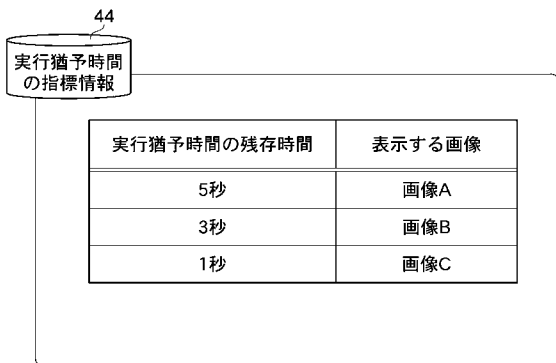 44
実行猶予時間
の指標情報
実行猶予時間の残存時間 表示する画像
5秒 画像A
3秒 画像B
1秒 画像C